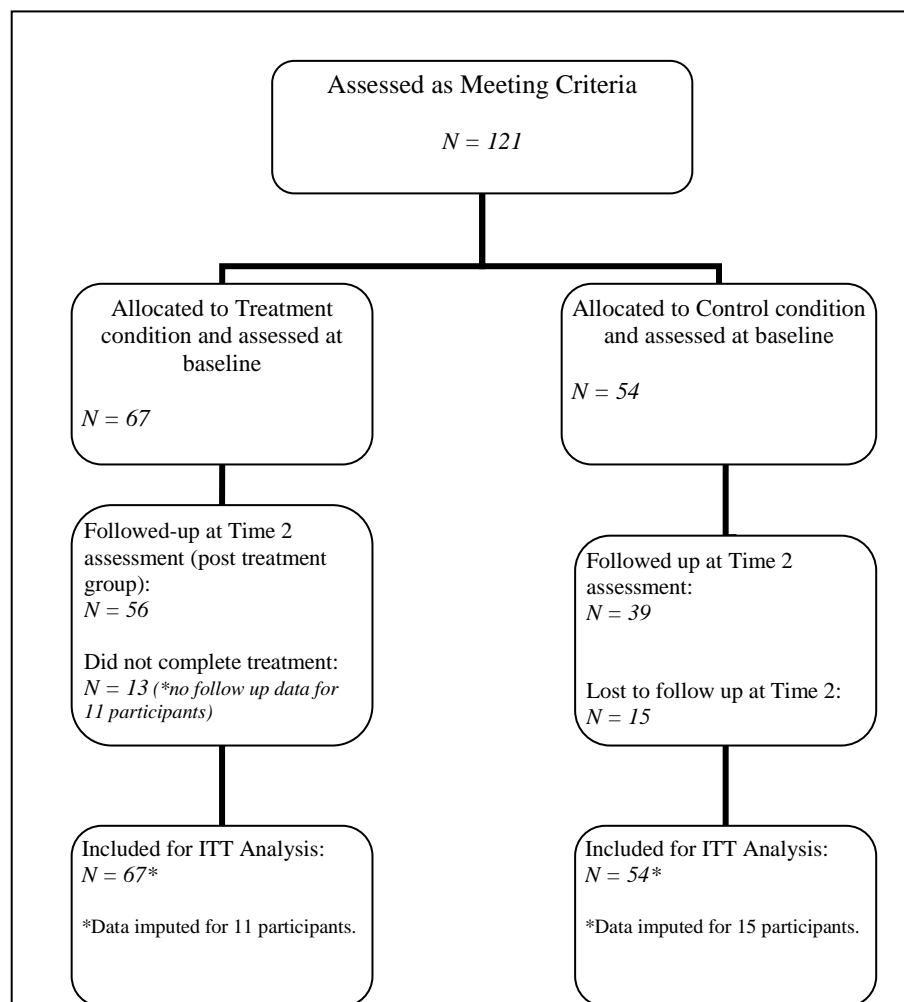 Assessed as Meeting Criteria
N = 121
Allocated to Treatment
condition and assessed at
baseline
N = 67
Allocated to Control condition
and assessed at baseline
N = 54
Followed-up at Time 2
assessment (post treatment
group):
N = 56
Did not complete treatment:
N = 13 (*no follow up data for
11 participants)
Followed up at Time 2
assessment:
N = 39
Lost to follow up at Time 2:
N = 15
Included for ITT Analysis:
N = 67*
*Data imputed for 11 participants.
Included for ITT Analysis:
N = 54*
*Data imputed for 15 participants.